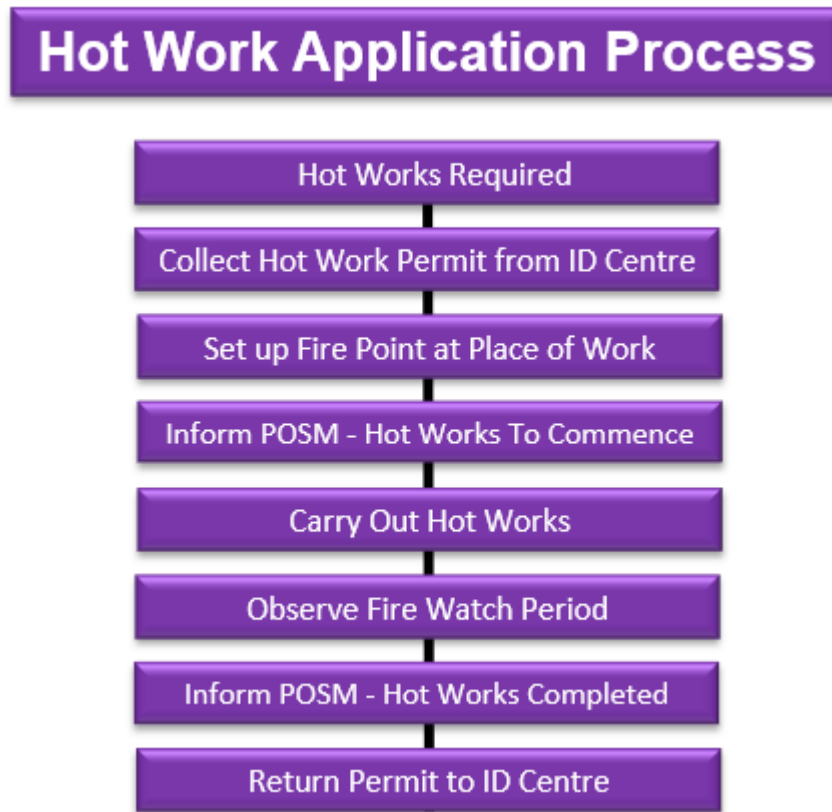 Hot Work Application Process
Hot Works Required
Collect Hot Work Permit from ID Centre
Set up Fire Point at Place of Work
Inform POSM - Hot Works To Commence
Carry Out Hot Works
Observe Fire Watch Period
Inform POSM - Hot Works Completed
Return Permit to ID Centre